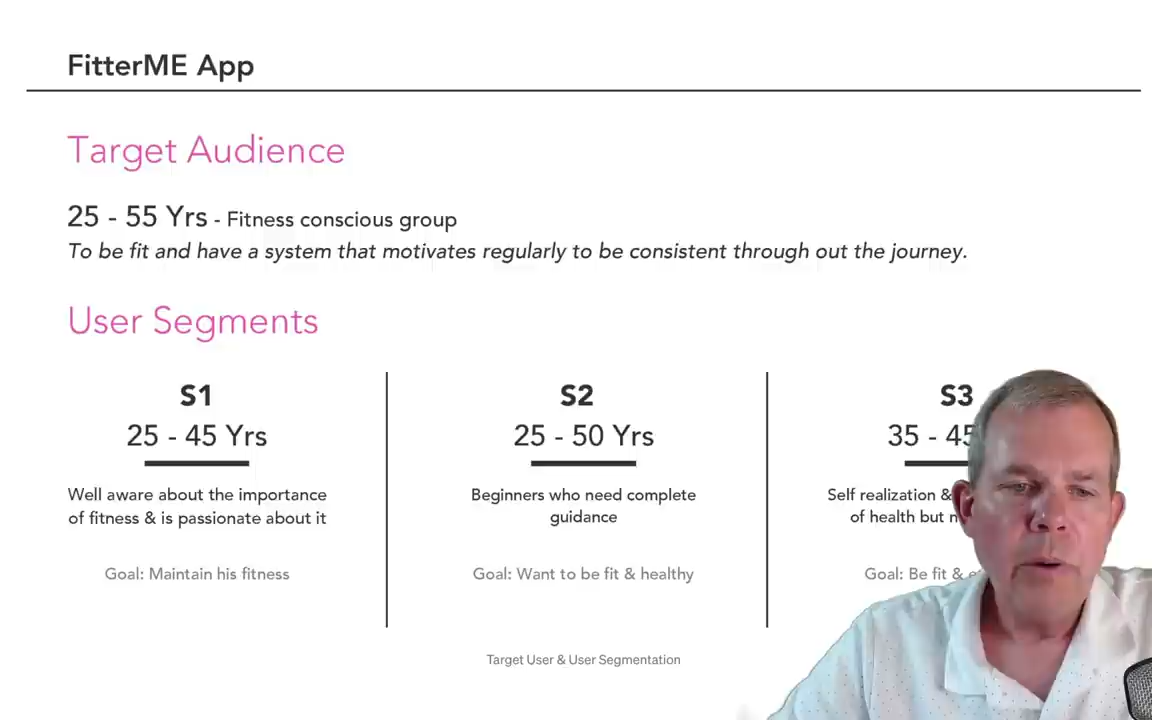 FitterME App
Target Audience
25 - 55 Yrs - Fitness conscious group
To be fit and have a system that motivates regularly to be consistent through out the journey.
User Segments
S1
25 - 45 Yrs
Well aware about the importance
of fitness & is passionate about it
Goal: Maintain his fitness
S2
25 - 50 Yrs
Beginners who need complete
guidance
Goal: Want to be fit & healthy
S3
35 - 45
Self realization &
of health but
Goal: Be fit &
Target User & User Segmentation